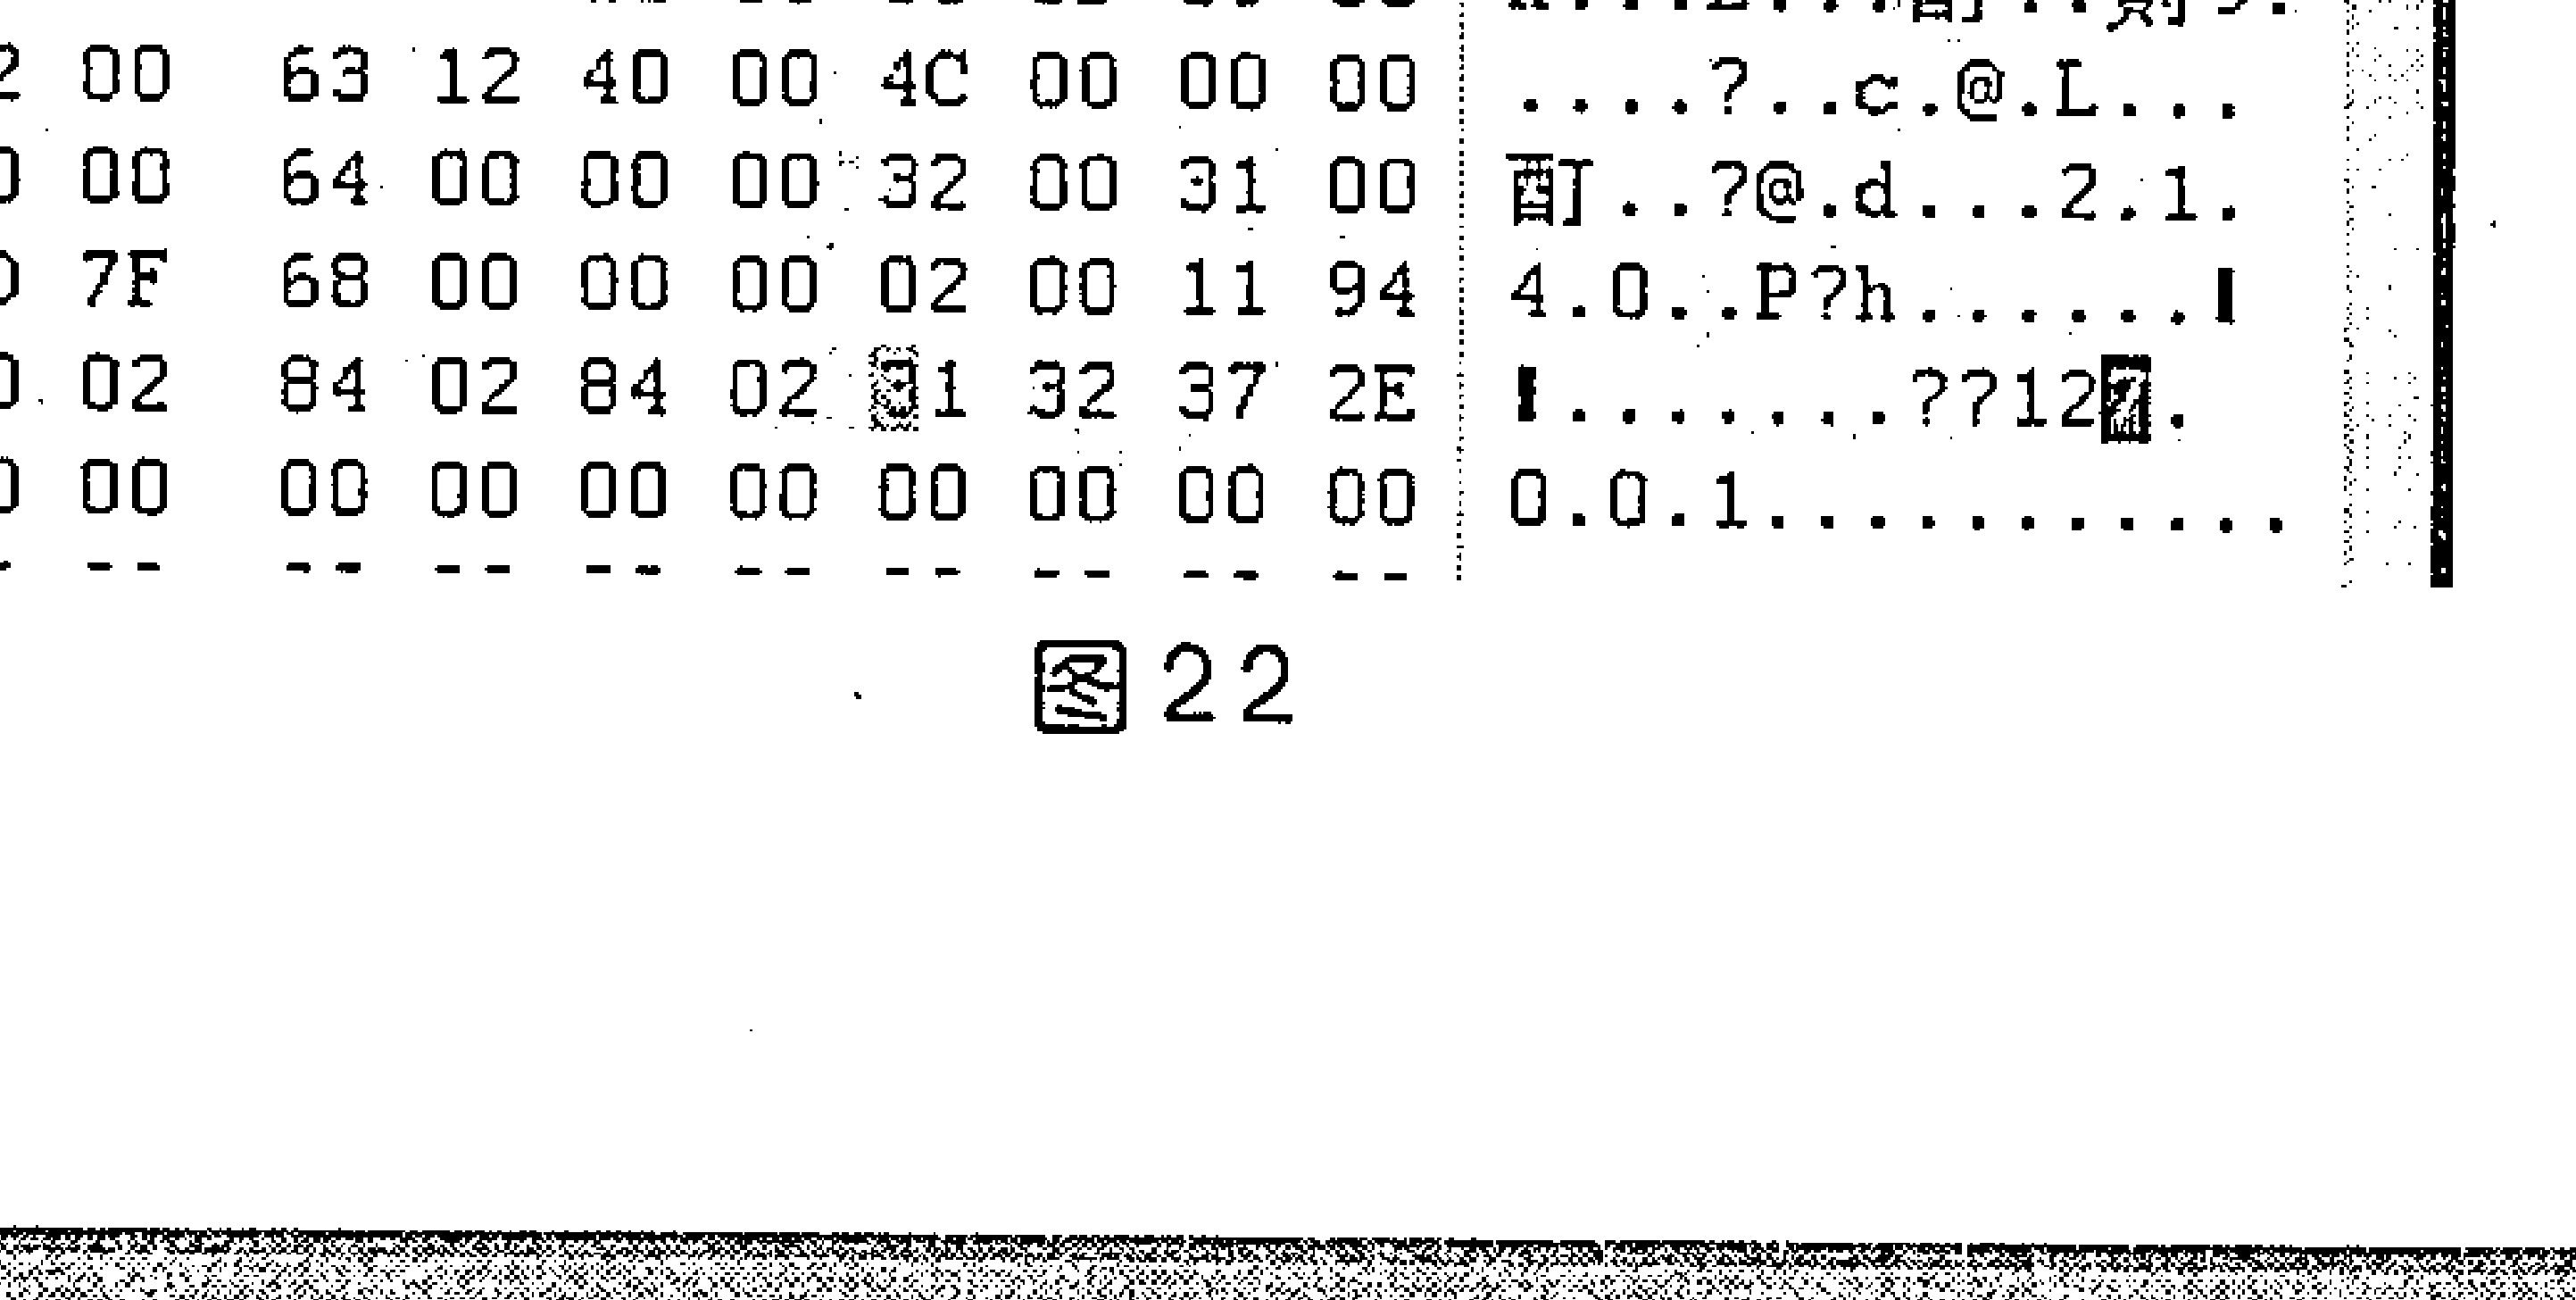 00 63 12 40 00 4C 00 00 00 ....?..c.@.L...
00 64 00 00 00 32 00 31 00 酊..?@.d...2.1.
7F 68 00 00 00 02 00 11 94 4.0..P?h......
02 84 02 84 02 31 32 37 2E .......??127.
00 00 00 00 00 00 00 00 00 0.0.1...........
-- -- -- -- -- -- -- -- --
图22